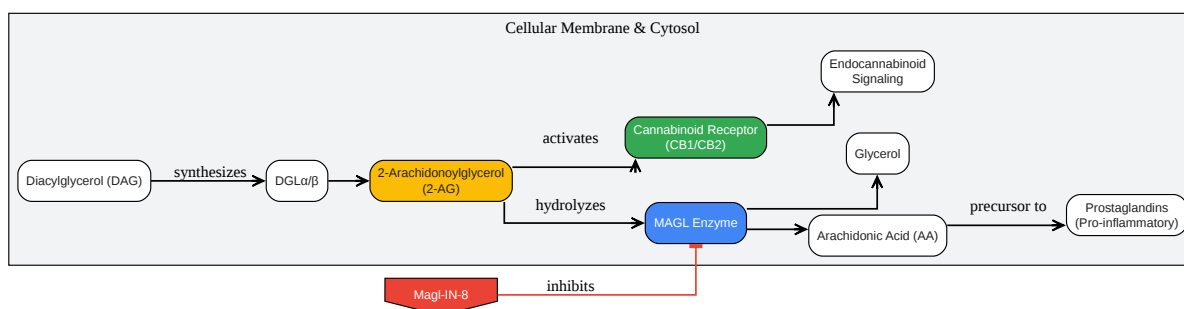 Cellular Membrane & Cytosol
Endocannabinoid
Signaling
activates
Cannabinoid Receptor
(CB1/CB2)
Glycerol
Diacylglycerol (DAG)
synthesizes
DGLα/β
2-Arachidonoylglycerol
(2-AG)
hydrolyzes
MAGL Enzyme
Arachidonic Acid (AA)
precursor to
Prostaglandins
(Pro-inflammatory)
Magl-IN-8
inhibits